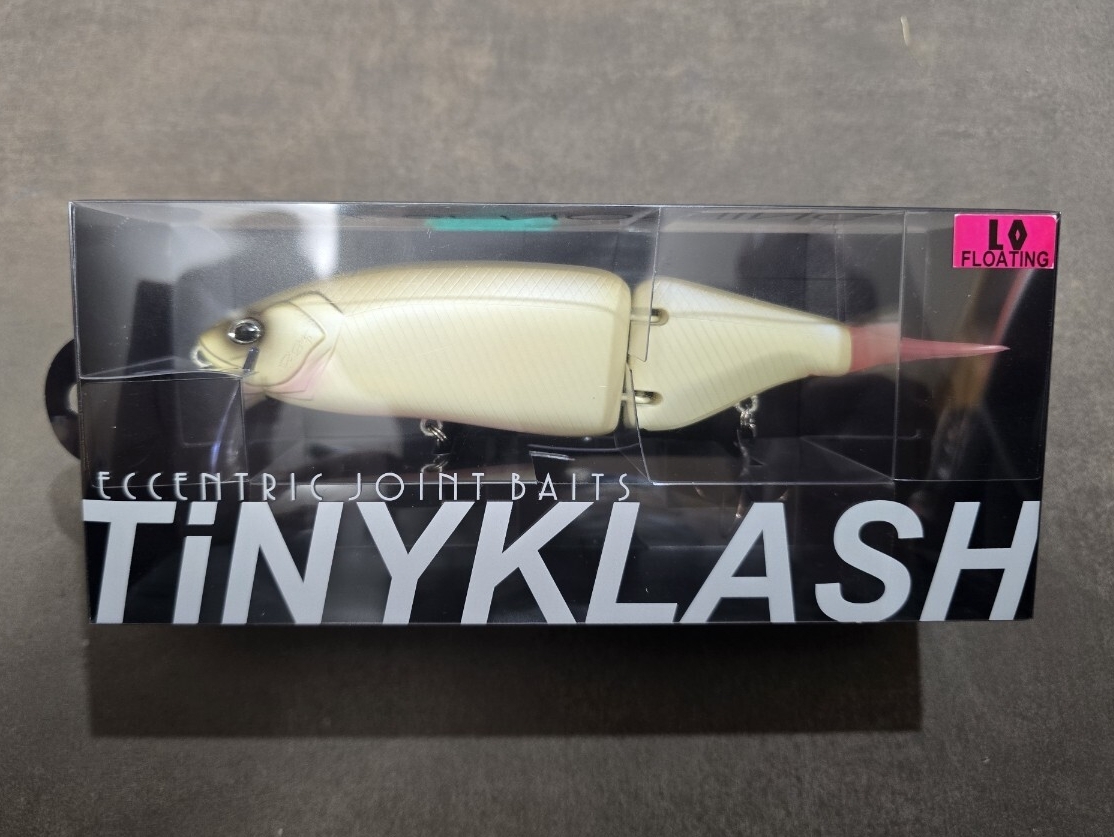 LO
FLOATING
ECCENTRIC JOINT BAITS
TiNYKLASH